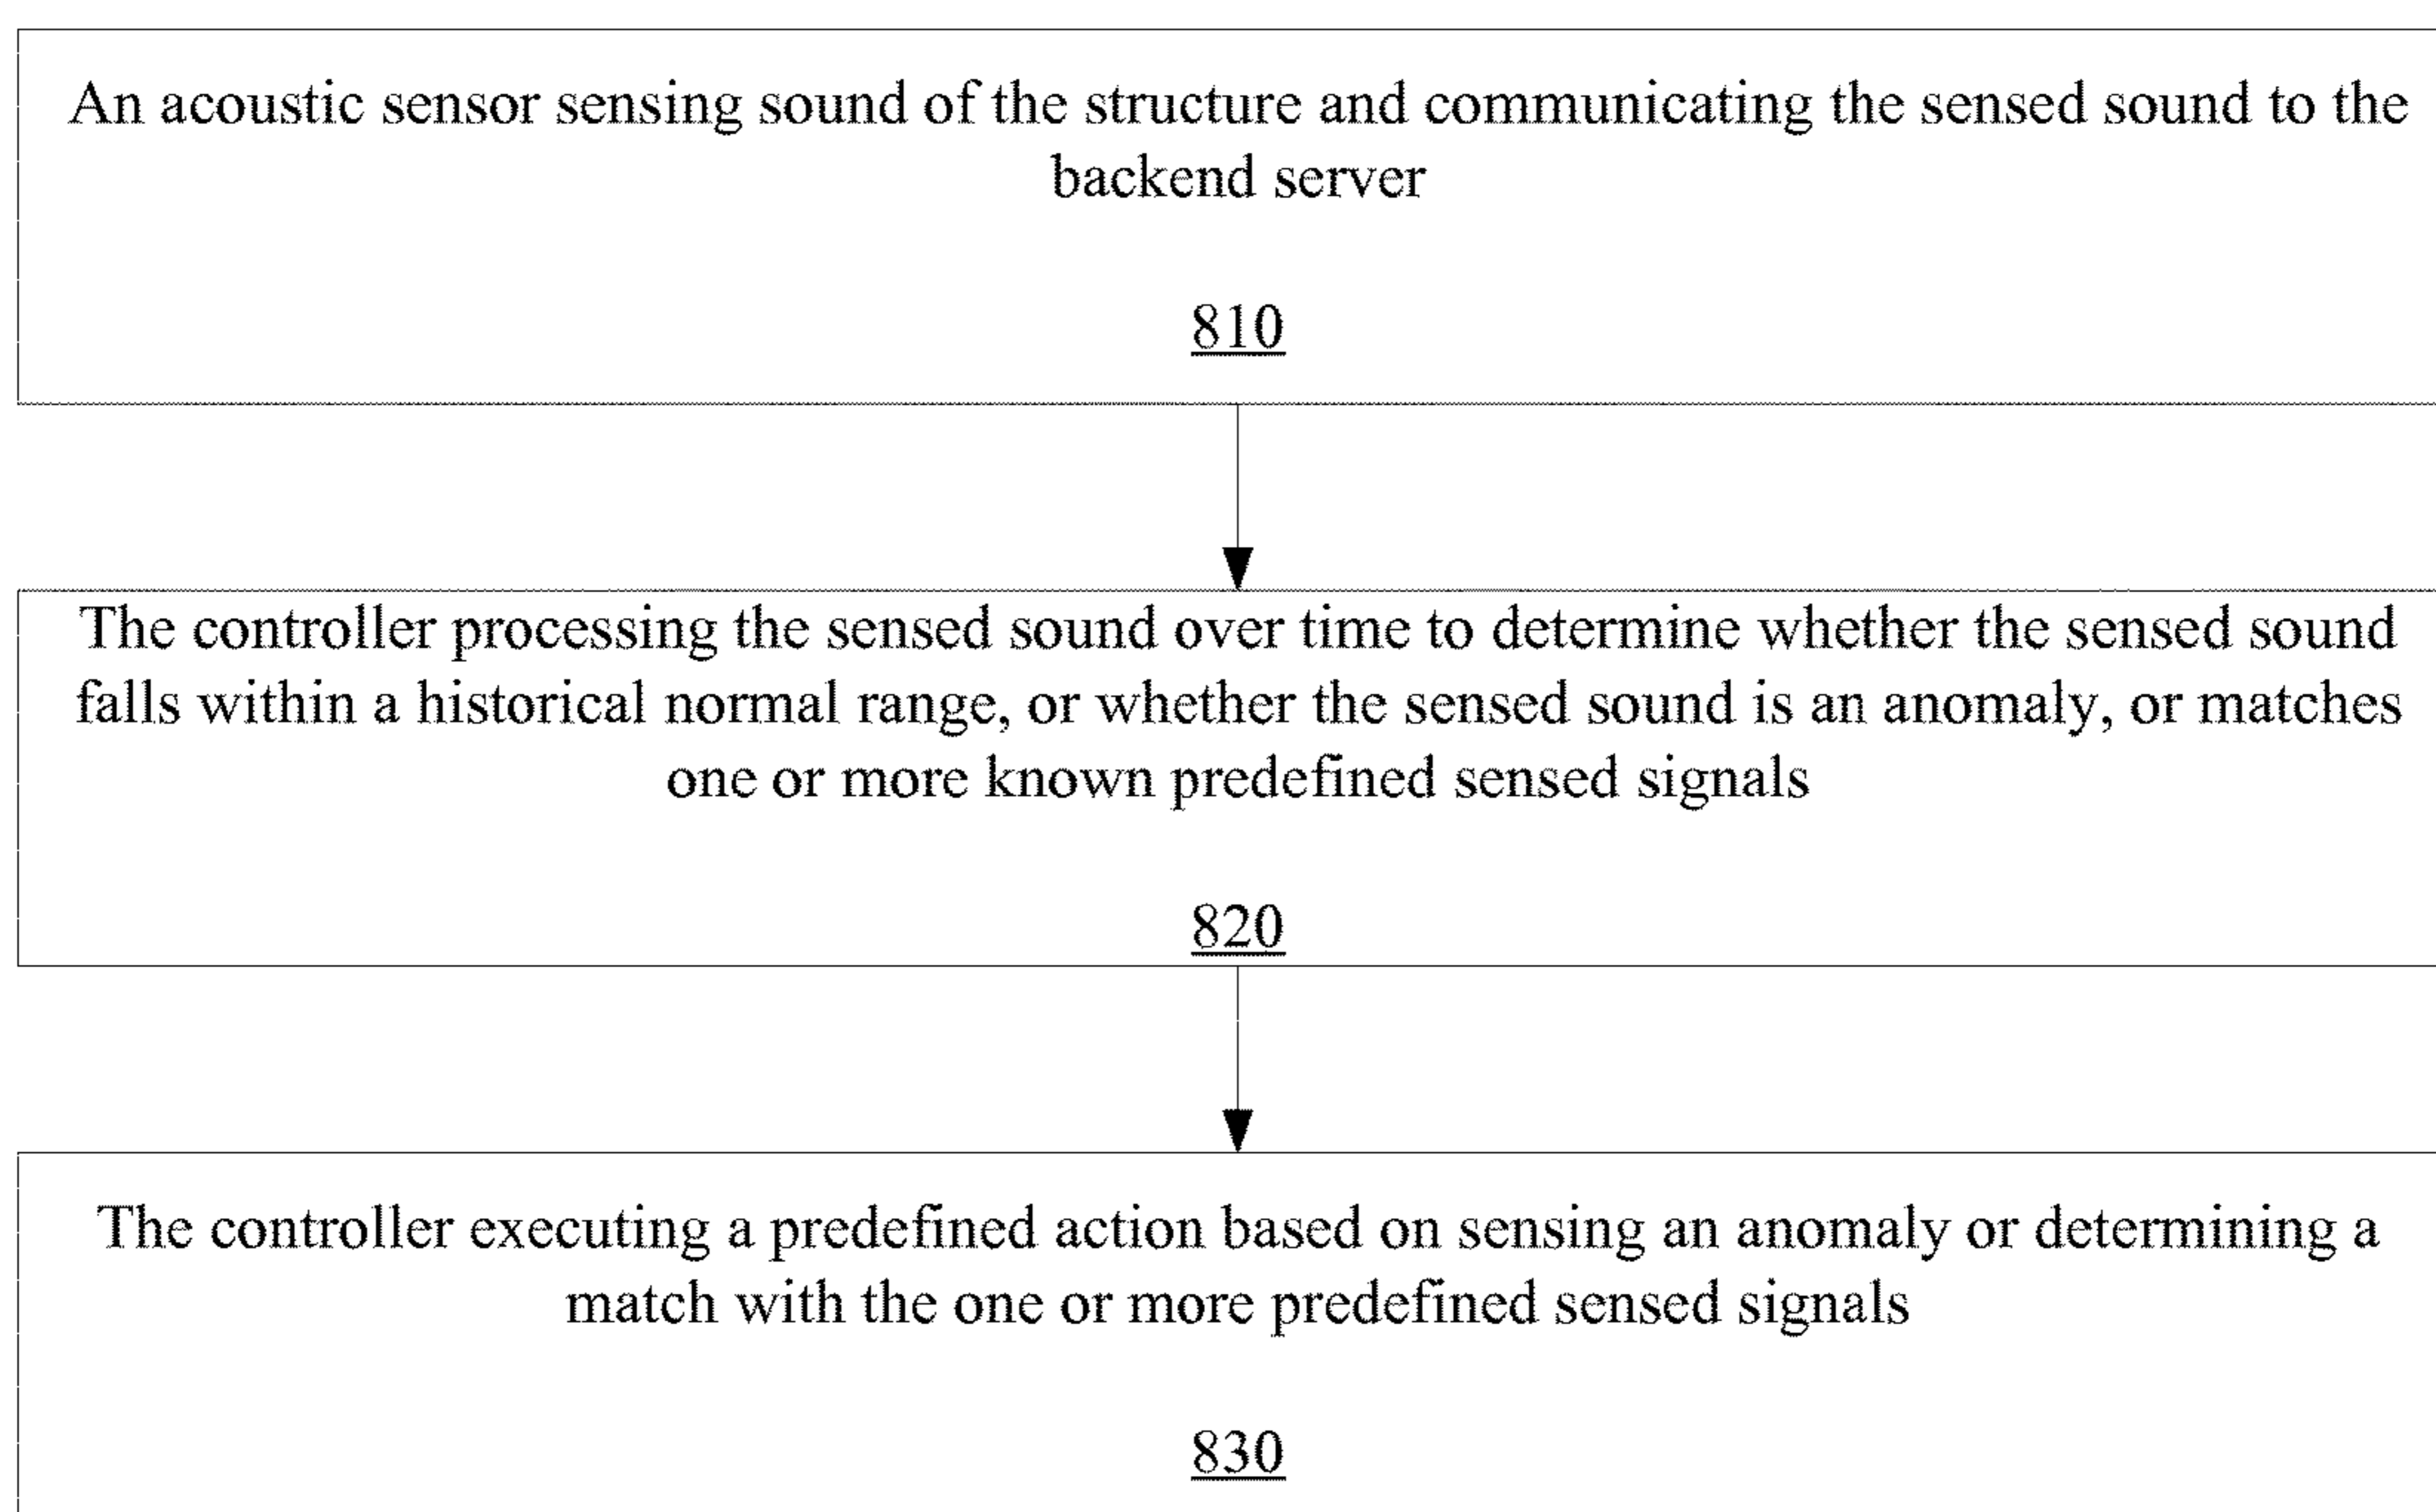 An acoustic sensor sensing sound of the structure and communicating the sensed sound to the
backend server
810
The controller processing the sensed sound over time to determine whether the sensed sound
falls within a historical normal range, or whether the sensed sound is an anomaly, or matches
one or more known predefined sensed signals
820
The controller executing a predefined action based on sensing an anomaly or determining a
match with the one or more predefined sensed signals
830